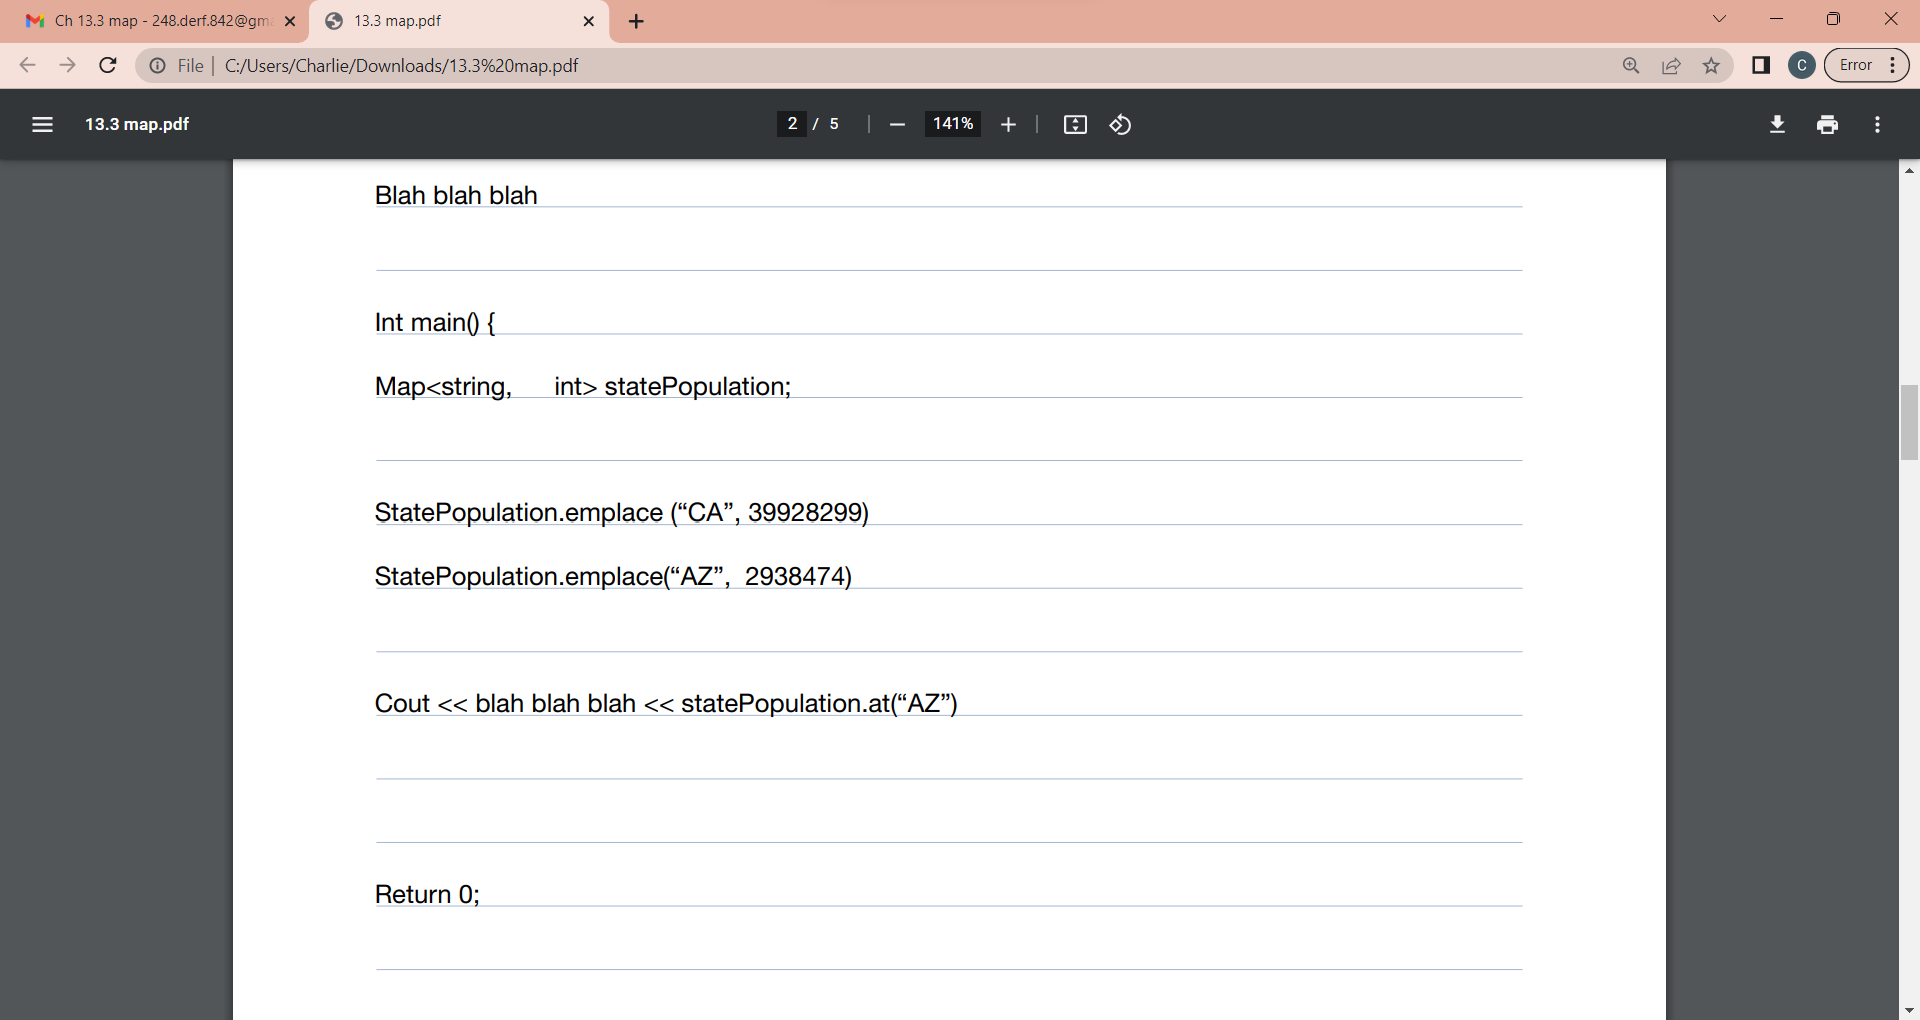 Ch 13.3 map - 248.derf.842@gm
13.3 map.pdf
File | C:/Users/Charlie/Downloads/13.3%20map.pdf
C
Error
13.3 map.pdf
2 / 5
141%
Blah blah blah
Int main() {
Map<string, int> statePopulation;
StatePopulation.emplace (“CA”, 39928299)
StatePopulation.emplace(“AZ”, 2938474)
Cout << blah blah blah << statePopulation.at(“AZ”)
Return 0;